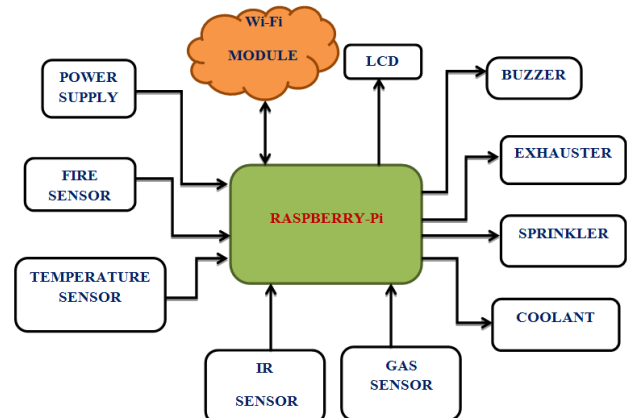 Wi-Fi
MODULE
LCD
POWER
SUPPLY
BUZZER
FIRE
SENSOR
EXHAUSTER
RASPBERRY-Pi
SPRINKLER
TEMPERATURE
SENSOR
COOLANT
IR
SENSOR
GAS
SENSOR